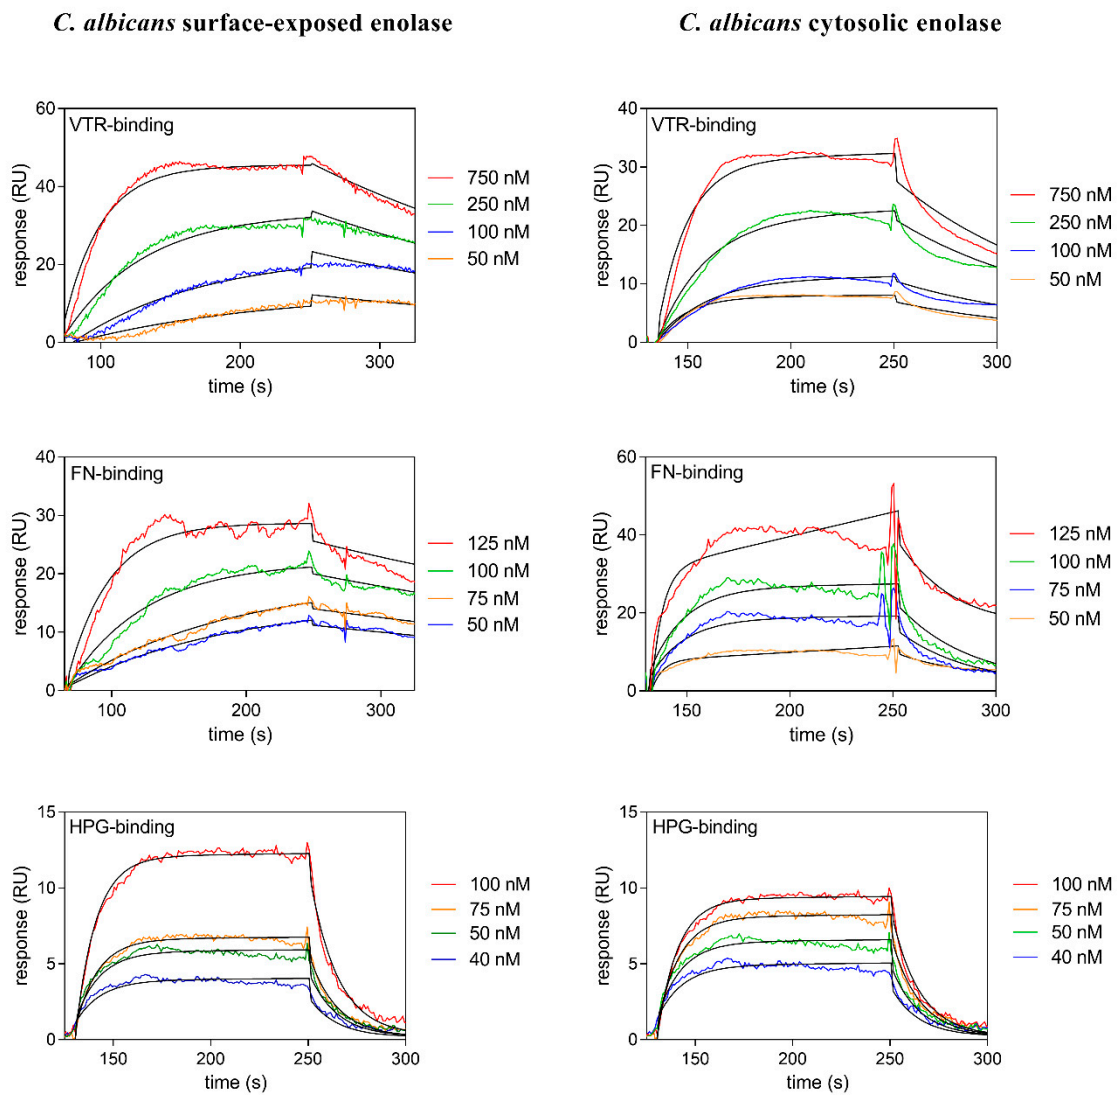 C. albicans surface-exposed enolase
C. albicans cytosolic enolase
60
40
20
0
response (RU)
VTR-binding
100
200
300
time (s)
750 nM
250 nM
100 nM
50 nM
40
30
20
10
0
response (RU)
VTR-binding
150
200
250
300
time (s)
750 nM
250 nM
100 nM
50 nM
40
30
20
10
0
response (RU)
FN-binding
100
200
300
time (s)
125 nM
100 nM
75 nM
50 nM
60
40
20
0
response (RU)
FN-binding
150
200
250
300
time (s)
125 nM
100 nM
75 nM
50 nM
15
10
5
0
response (RU)
HPG-binding
150
200
250
300
time (s)
100 nM
75 nM
50 nM
40 nM
15
10
5
0
response (RU)
HPG-binding
150
200
250
300
time (s)
100 nM
75 nM
50 nM
40 nM